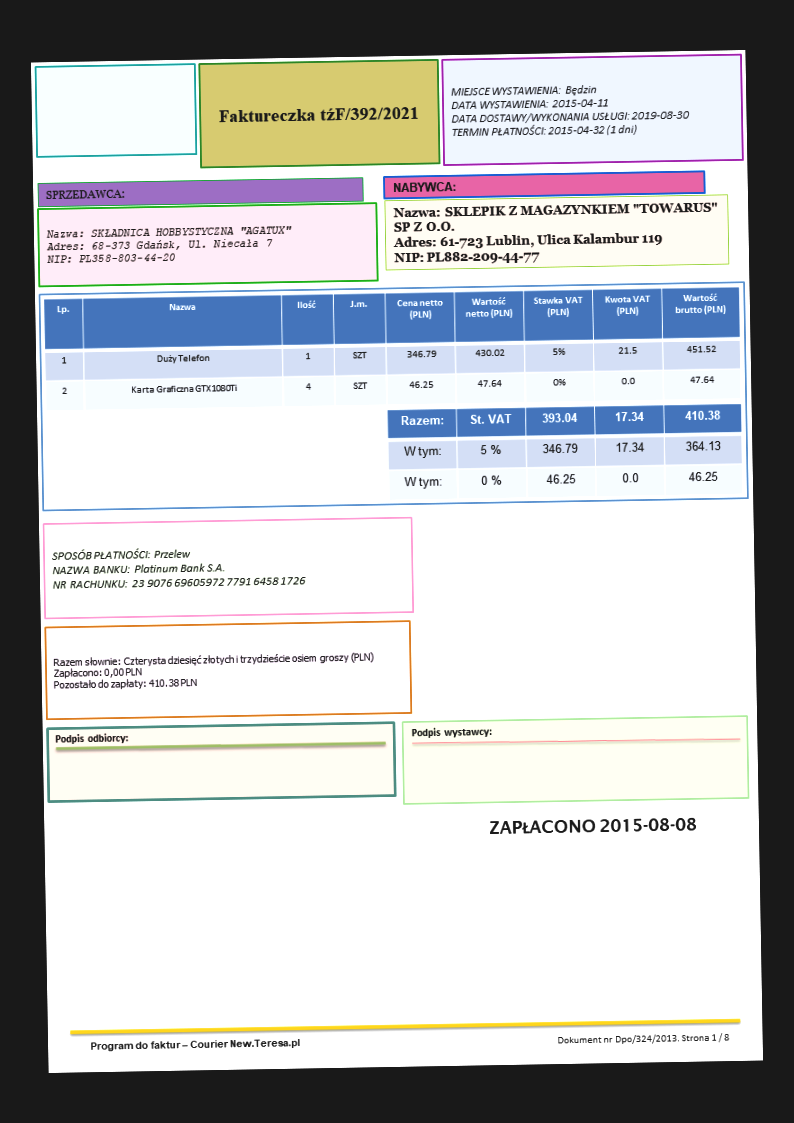 Faktureczka tźF/392/2021
MIEJSCE WYSTAWIENIA: Będzin
DATA WYSTAWIENIA: 2015-04-11
DATA DOSTAWY/WYKONANIA USŁUGI: 2019-08-30
TERMIN PŁATNOŚCI: 2015-04-32 (1 dni)
SPRZEDAWCA:
Nazwa: SKŁADNICA HOBBYSTYCZNA "AGATUX"
Adres: 68-373 Gdańsk, Ul. Niecała 7
NIP: PL358-803-44-20
NABYWCA:
Nazwa: SKLEPIK Z MAGAZYNKIEM "TOWARUS"
SP Z O.O.
Adres: 61-723 Lublin, Ulica Kalambur 119
NIP: PL882-209-44-77
Lp. Nazwa Ilość J.m. Cena netto (PLN) Wartość netto (PLN) Stawka VAT (PLN) Kwota VAT (PLN) Wartość brutto (PLN)
1 Duży Telefon 1 SZT 346.79 430.02 5% 21.5 451.52
2 Karta Graficzna GTX1080Ti 4 SZT 46.25 47.64 0% 0.0 47.64
Razem: St. VAT 393.04 17.34 410.38
W tym: 5 % 346.79 17.34 364.13
W tym: 0 % 46.25 0.0 46.25
SPOSÓB PŁATNOŚCI: Przelew
NAZWA BANKU: Platinum Bank S.A.
NR RACHUNKU: 23 9076 69605972 7791 6458 1726
Razem słownie: Czterysta dziesięć złotych i trzydzieście osiem groszy (PLN)
Zapłacono: 0,00 PLN
Pozostało do zapłaty: 410.38 PLN
Podpis odbiorcy:
Podpis wystawcy:
ZAPŁACONO 2015-08-08
Program do faktur – Courier New.Teresa.pl
Dokument nr Dpo/324/2013. Strona 1 / 8